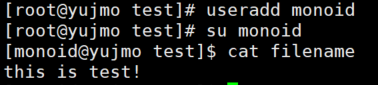 [root@yujmo test]# useradd monoid
[root@yujmo test]# su monoid
[monoid@yujmo test]$ cat filename
this is test!